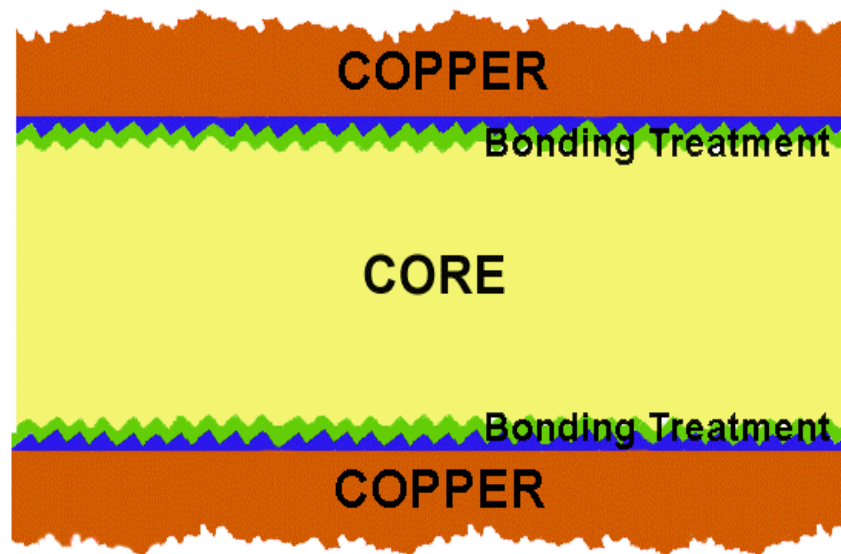 COPPER
Bonding Treatment
CORE
Bonding Treatment
COPPER